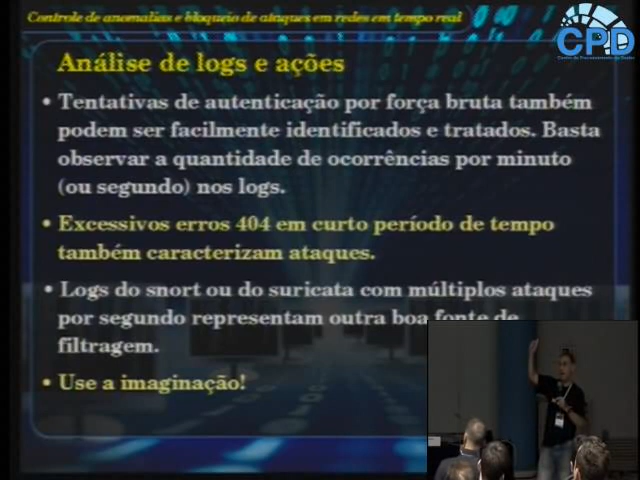 Controle de anomalias e bloqueio de ataques em redes em tempo real
CPD
Análise de logs e ações
• Tentativas de autenticação por força bruta também
podem ser facilmente identificados e tratados. Basta
observar a quantidade de ocorrências por minuto
(ou segundo) nos logs.
• Excessivos erros 404 em curto período de tempo
também caracterizam ataques.
• Logs do snort ou do suricata com múltiplos ataques
por segundo representam outra boa fonte de
filtragem.
• Use a imaginação!